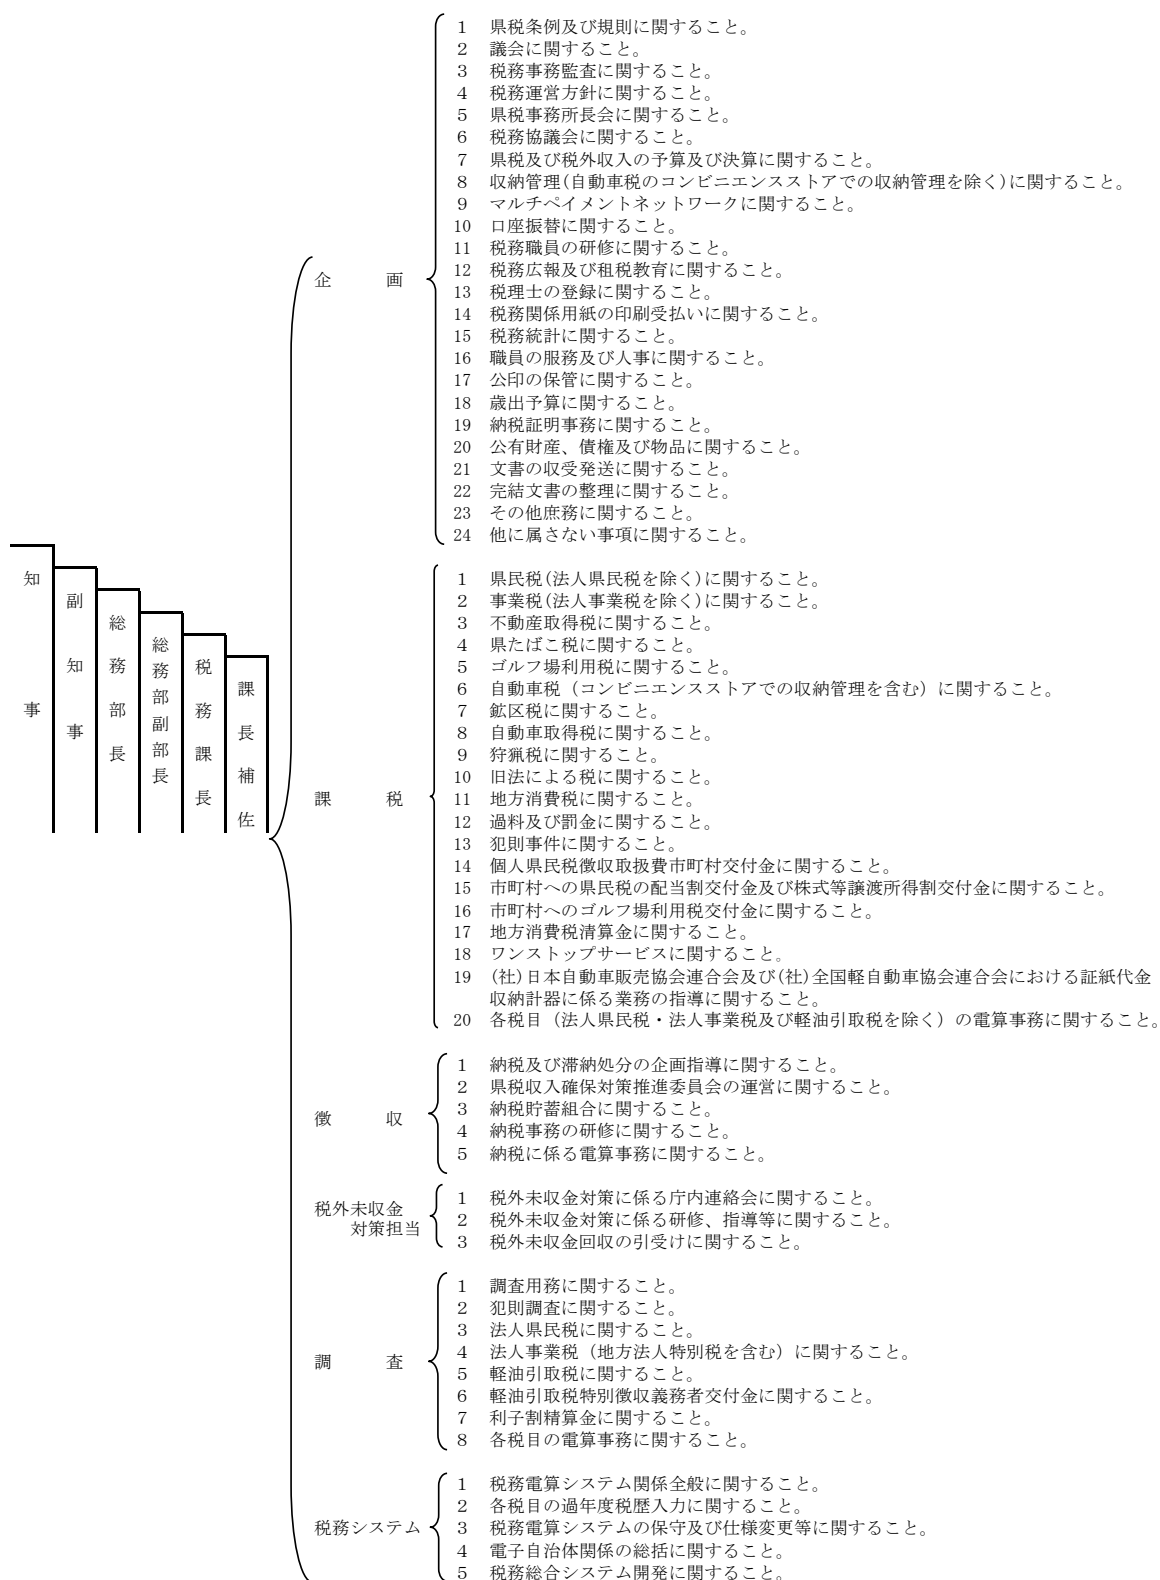 知事
副知事
総務部長
総務部副部長
税務課長
課長補佐
企画
1 県税条例及び規則に関すること。
2 議会に関すること。
3 税務事務監査に関すること。
4 税務運営方針に関すること。
5 県税事務所長会に関すること。
6 税務協議会に関すること。
7 県税及び税外収入の予算及び決算に関すること。
8 収納管理(自動車税のコンビニエンスストアでの収納管理を除く)に関すること。
9 マルチペイメントネットワークに関すること。
10 口座振替に関すること。
11 税務職員の研修に関すること。
12 税務広報及び租税教育に関すること。
13 税理士の登録に関すること。
14 税務関係用紙の印刷受払いに関すること。
15 税務統計に関すること。
16 職員の服務及び人事に関すること。
17 公印の保管に関すること。
18 歳出予算に関すること。
19 納税証明事務に関すること。
20 公有財産、債権及び物品に関すること。
21 文書の収受発送に関すること。
22 完結文書の整理に関すること。
23 その他庶務に関すること。
24 他に属さない事項に関すること。
課税
1 県民税(法人県民税を除く)に関すること。
2 事業税(法人事業税を除く)に関すること。
3 不動産取得税に関すること。
4 県たばこ税に関すること。
5 ゴルフ場利用税に関すること。
6 自動車税（コンビニエンスストアでの収納管理を含む）に関すること。
7 鉱区税に関すること。
8 自動車取得税に関すること。
9 狩猟税に関すること。
10 旧法による税に関すること。
11 地方消費税に関すること。
12 過料及び罰金に関すること。
13 犯則事件に関すること。
14 個人県民税徴収取扱費市町村交付金に関すること。
15 市町村への県民税の配当割交付金及び株式等譲渡所得割交付金に関すること。
16 市町村へのゴルフ場利用税交付金に関すること。
17 地方消費税清算金に関すること。
18 ワンストップサービスに関すること。
19 (社)日本自動車販売協会連合会及び(社)全国軽自動車協会連合会における証紙代金
収納計器に係る業務の指導に関すること。
20 各税目（法人県民税・法人事業税及び軽油引取税を除く）の電算事務に関すること。
徴収
1 納税及び滞納処分の企画指導に関すること。
2 県税収入確保対策推進委員会の運営に関すること。
3 納税貯蓄組合に関すること。
4 納税事務の研修に関すること。
5 納税に係る電算事務に関すること。
税外未収金
対策担当
1 税外未収金対策に係る庁内連絡会に関すること。
2 税外未収金対策に係る研修、指導等に関すること。
3 税外未収金回収の引受けに関すること。
調査
1 調査用務に関すること。
2 犯則調査に関すること。
3 法人県民税に関すること。
4 法人事業税（地方法人特別税を含む）に関すること。
5 軽油引取税に関すること。
6 軽油引取税特別徴収義務者交付金に関すること。
7 利子割精算金に関すること。
8 各税目の電算事務に関すること。
税務システム
1 税務電算システム関係全般に関すること。
2 各税目の過年度税歴入力に関すること。
3 税務電算システムの保守及び仕様変更等に関すること。
4 電子自治体関係の総括に関すること。
5 税務総合システム開発に関すること。